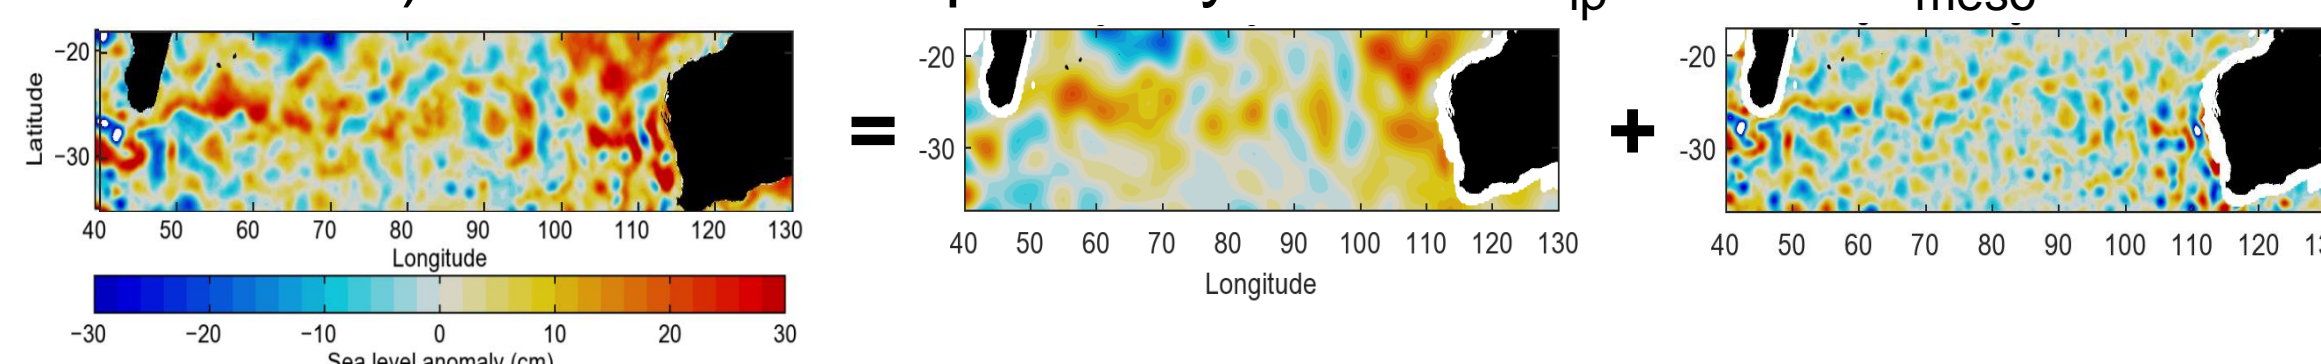 lp
meso
−20
−30
Latitude
40 50 60 70 80 90 100 110 120 130
Longitude
−30 −20 −10 0 10 20 30
Sea level anomaly (cm)
=
-20
-30
40 50 60 70 80 90 100 110 120 130
Longitude
+
-20
-30
40 50 60 70 80 90 100 110 120